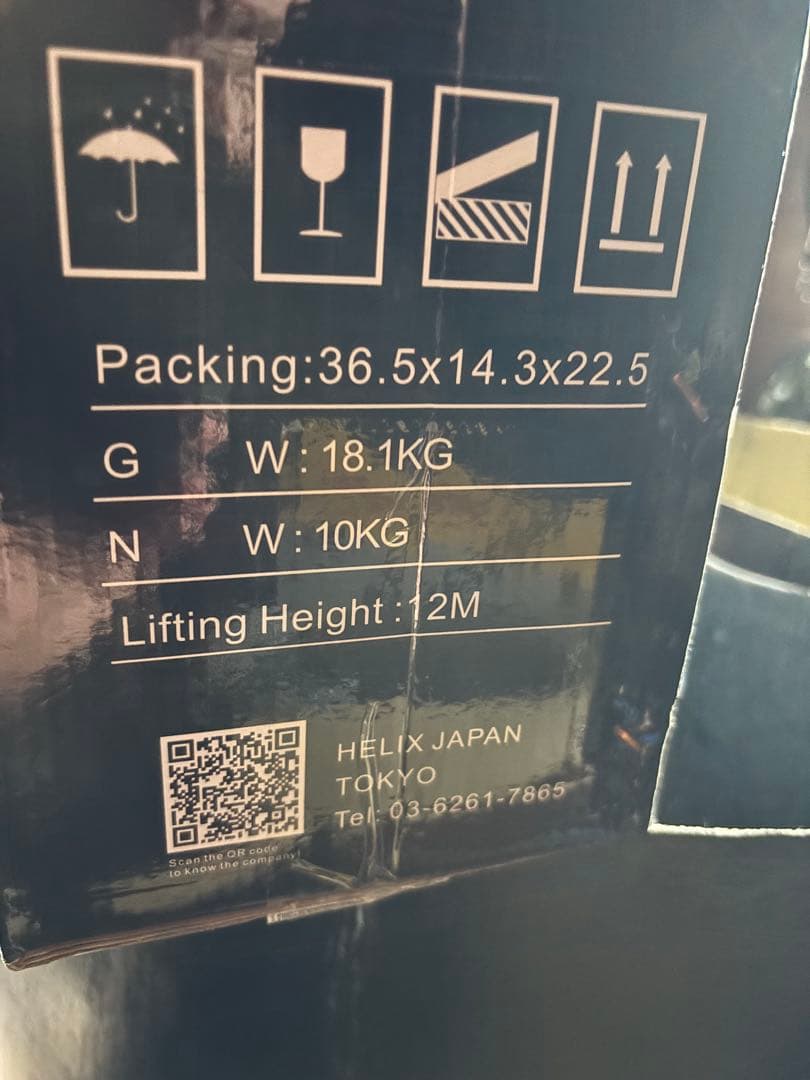 Packing:36.5x14.3x22.5
G W : 18.1KG
N W : 10KG
Lifting Height :12M
HELIX JAPAN
TOKYO
Tel: 03-6261-7865
Scan the QR code
to know the company!